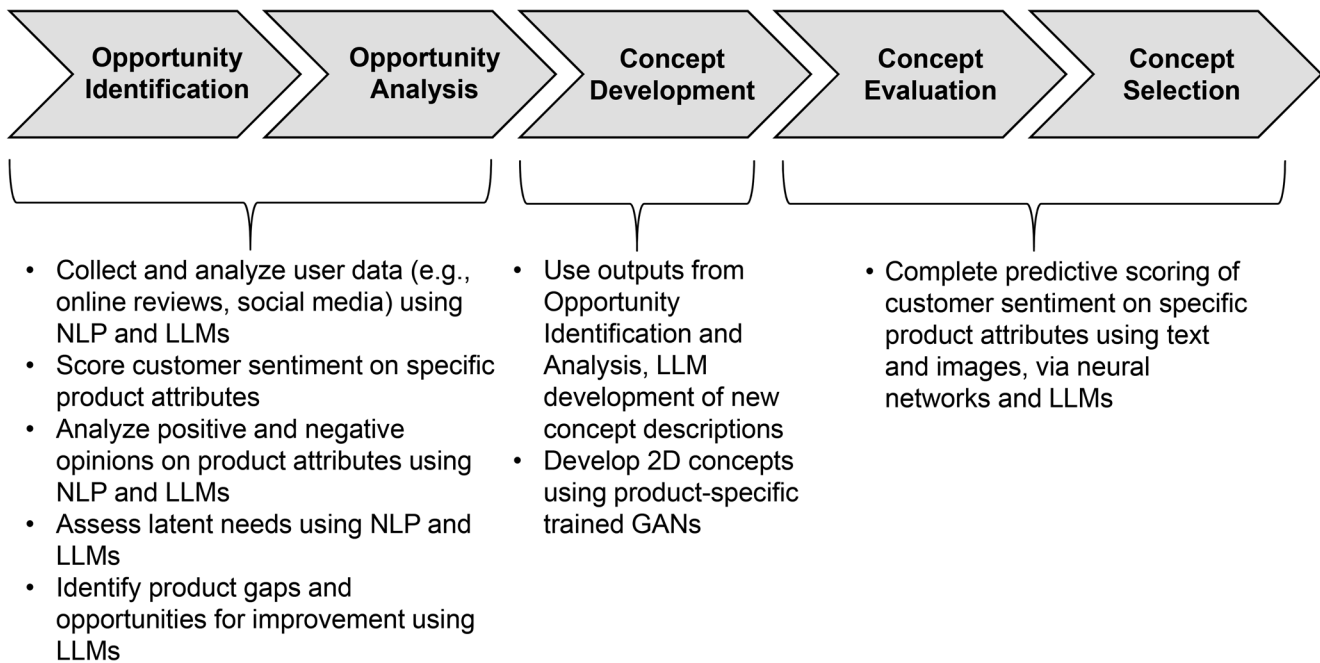 Opportunity
Identification
Opportunity
Analysis
Concept
Development
Concept
Evaluation
Concept
Selection
• Collect and analyze user data (e.g.,
online reviews, social media) using
NLP and LLMs
• Score customer sentiment on specific
product attributes
• Analyze positive and negative
opinions on product attributes using
NLP and LLMs
• Assess latent needs using NLP and
LLMs
• Identify product gaps and
opportunities for improvement using
LLMs
• Use outputs from
Opportunity
Identification and
Analysis, LLM
development of new
concept descriptions
• Develop 2D concepts
using product-specific
trained GANs
• Complete predictive scoring of
customer sentiment on specific
product attributes using text
and images, via neural
networks and LLMs